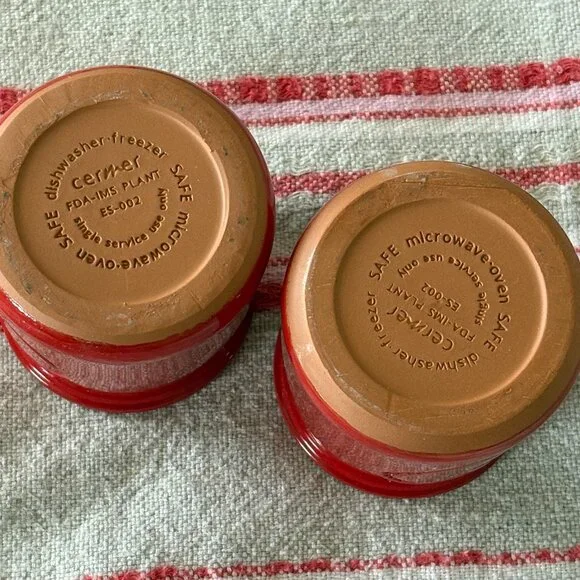 SAFE dishwasher·freezer SAFE microwave·oven
cermer
FDA-IMS PLANT
ES-002
single service use only
SAFE microwave·oven SAFE dishwasher·freezer
cermer
FDA-IMS PLANT
ES-002
single service use only